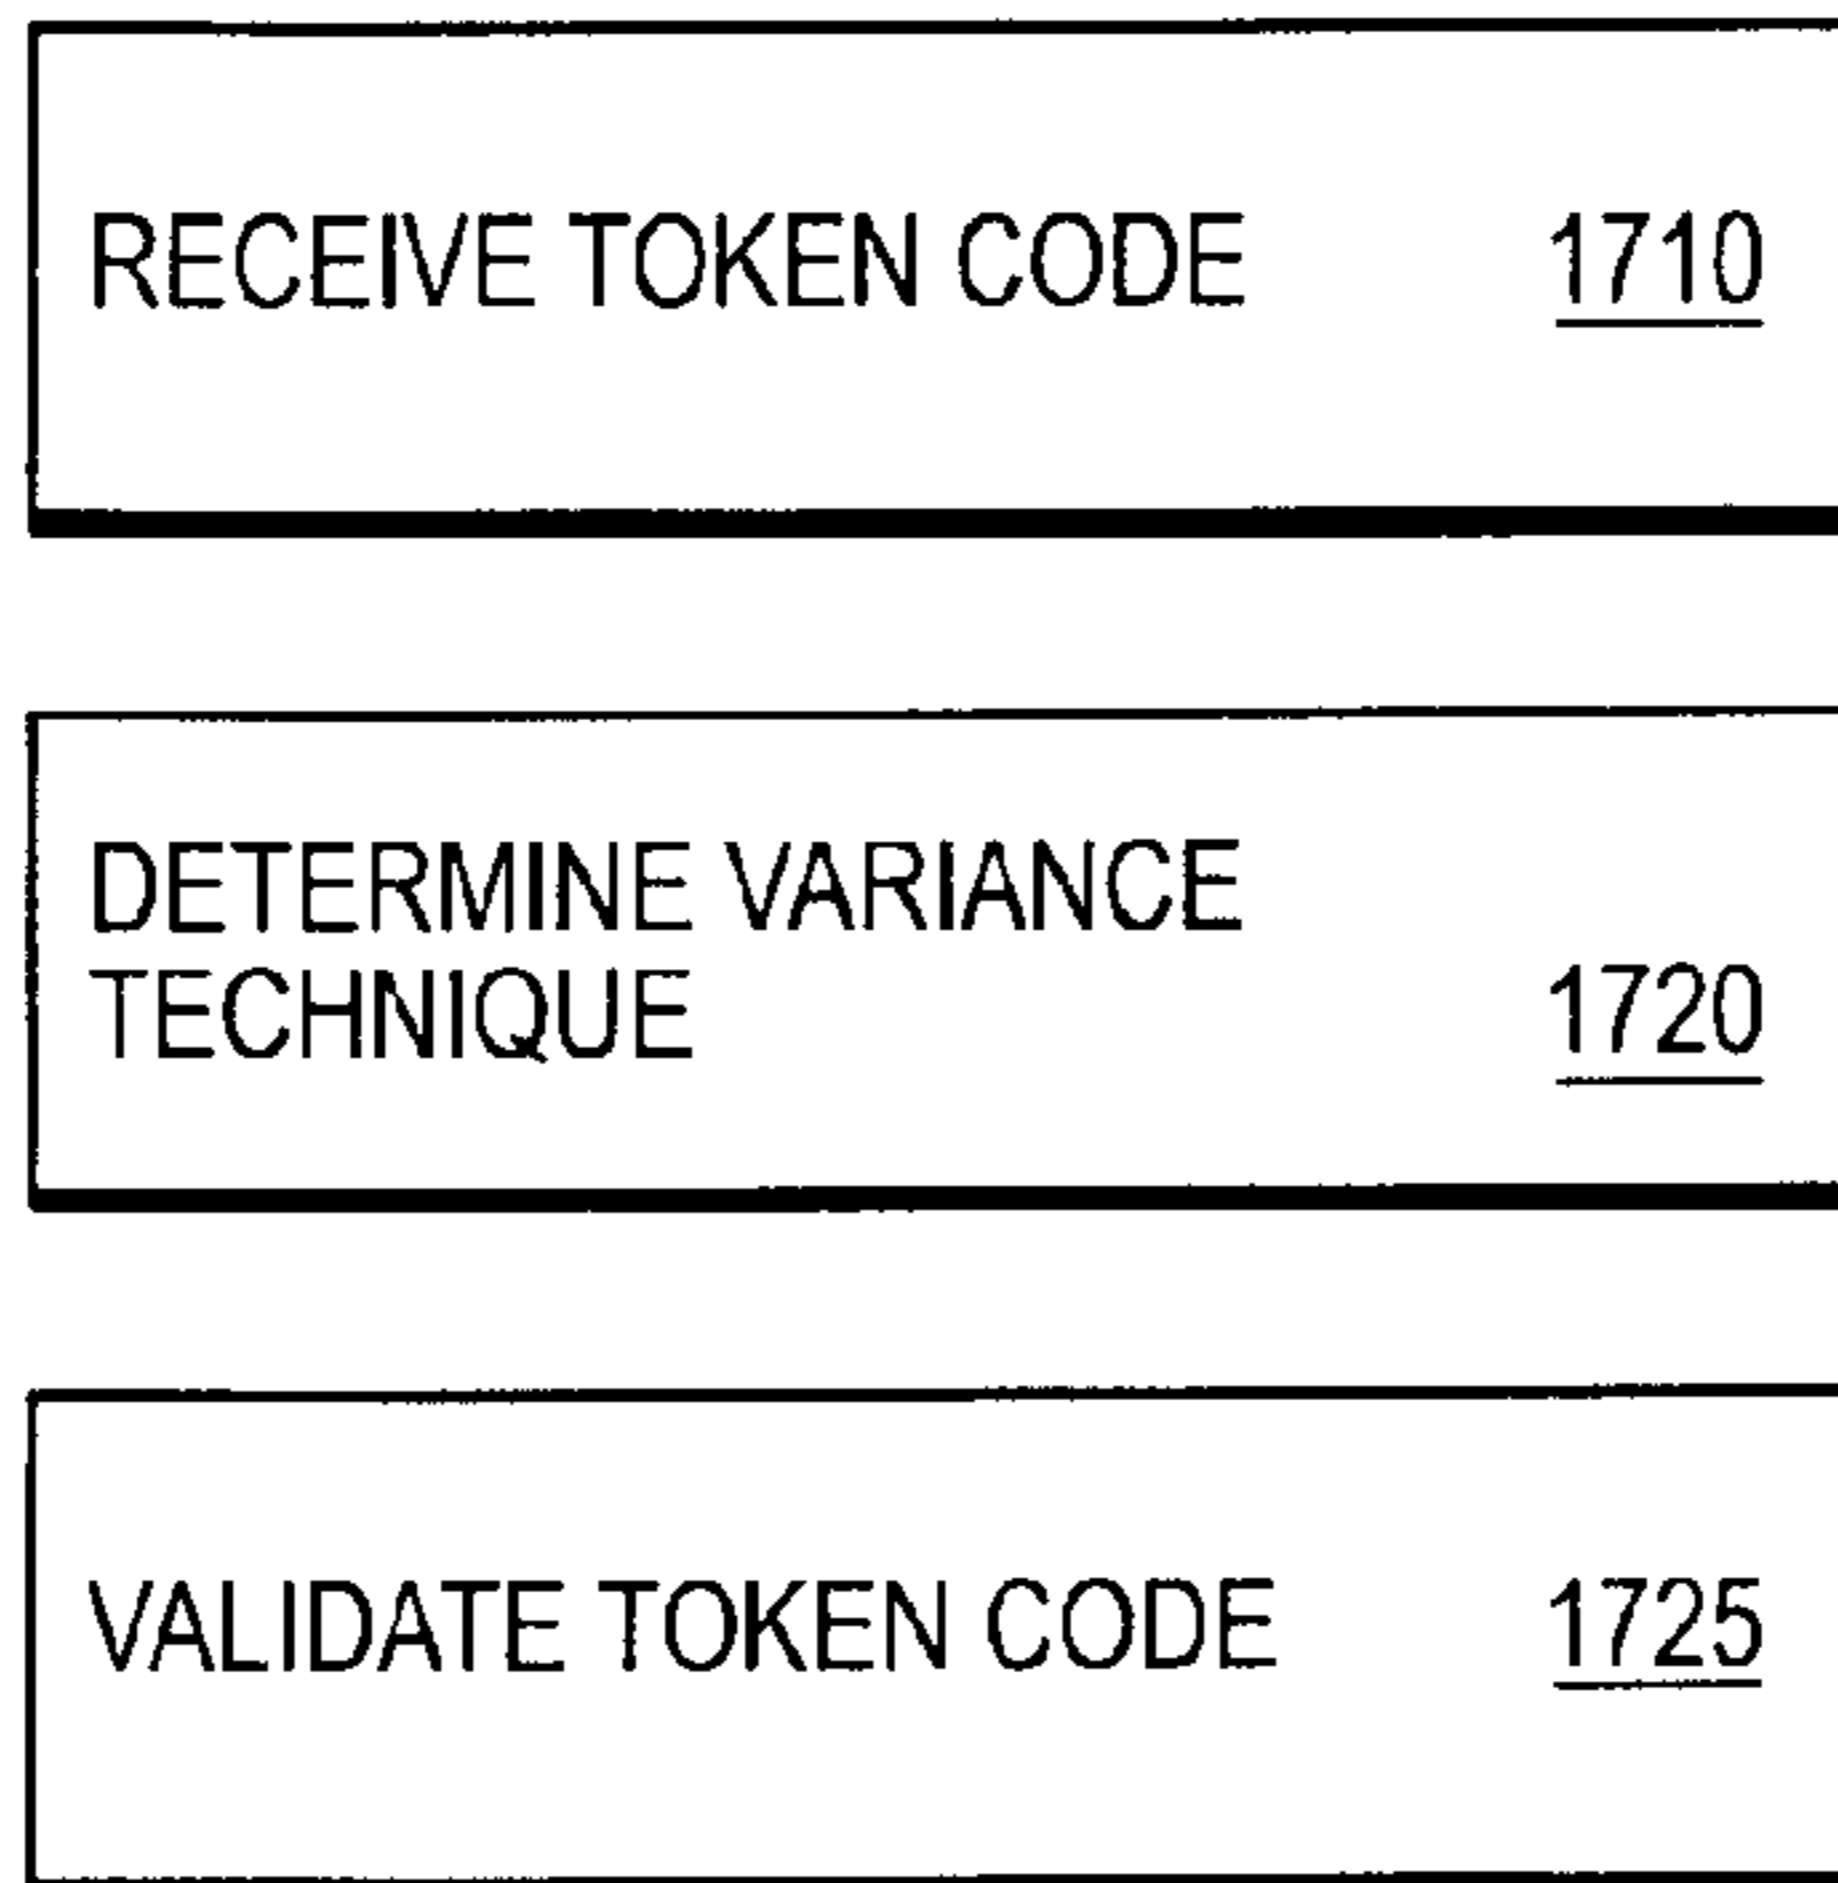 RECEIVE TOKEN CODE 1710
DETERMINE VARIANCE
TECHNIQUE 1720
VALIDATE TOKEN CODE 1725